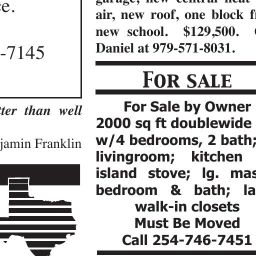 e.
-7145
tter than well
jamin Franklin
garage, new central heat
air, new roof, one block f
new school. $129,500.
Daniel at 979-571-8031.
FOR SALE
For Sale by Owner
2000 sq ft doublewide
w/4 bedrooms, 2 bath;
livingroom; kitchen
island stove; lg. mas
bedroom & bath; la
walk-in closets
Must Be Moved
Call 254-746-7451